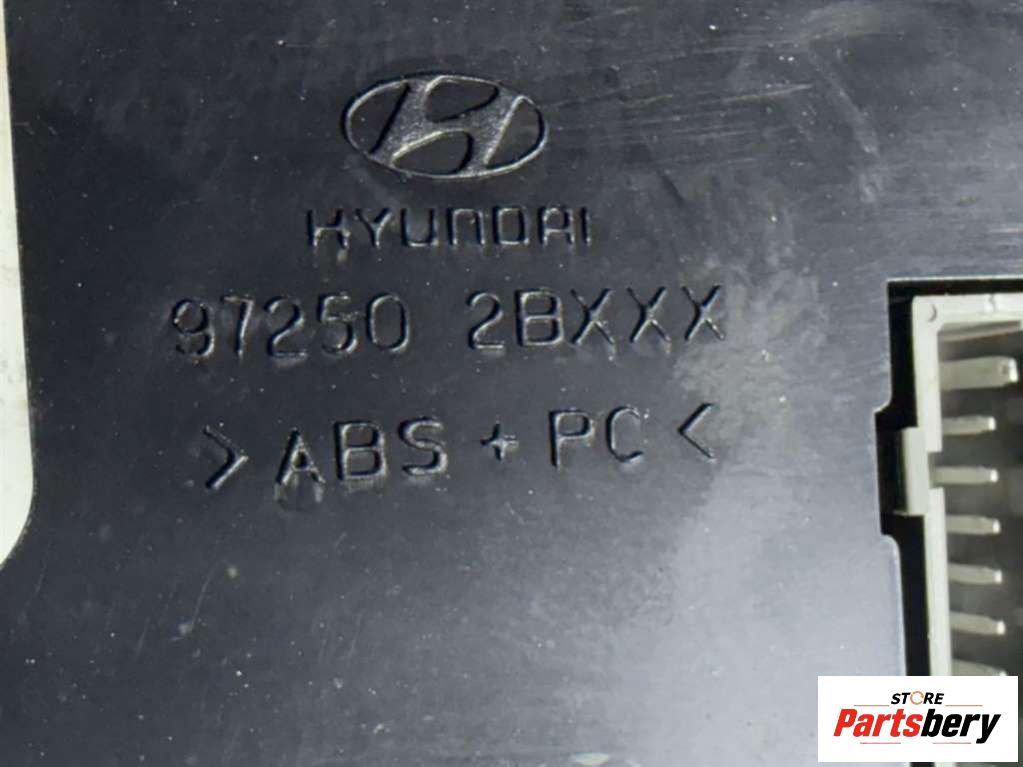 HYUNDAI
97250 2BXXX
>ABS + PC<
STORE
Partsbery